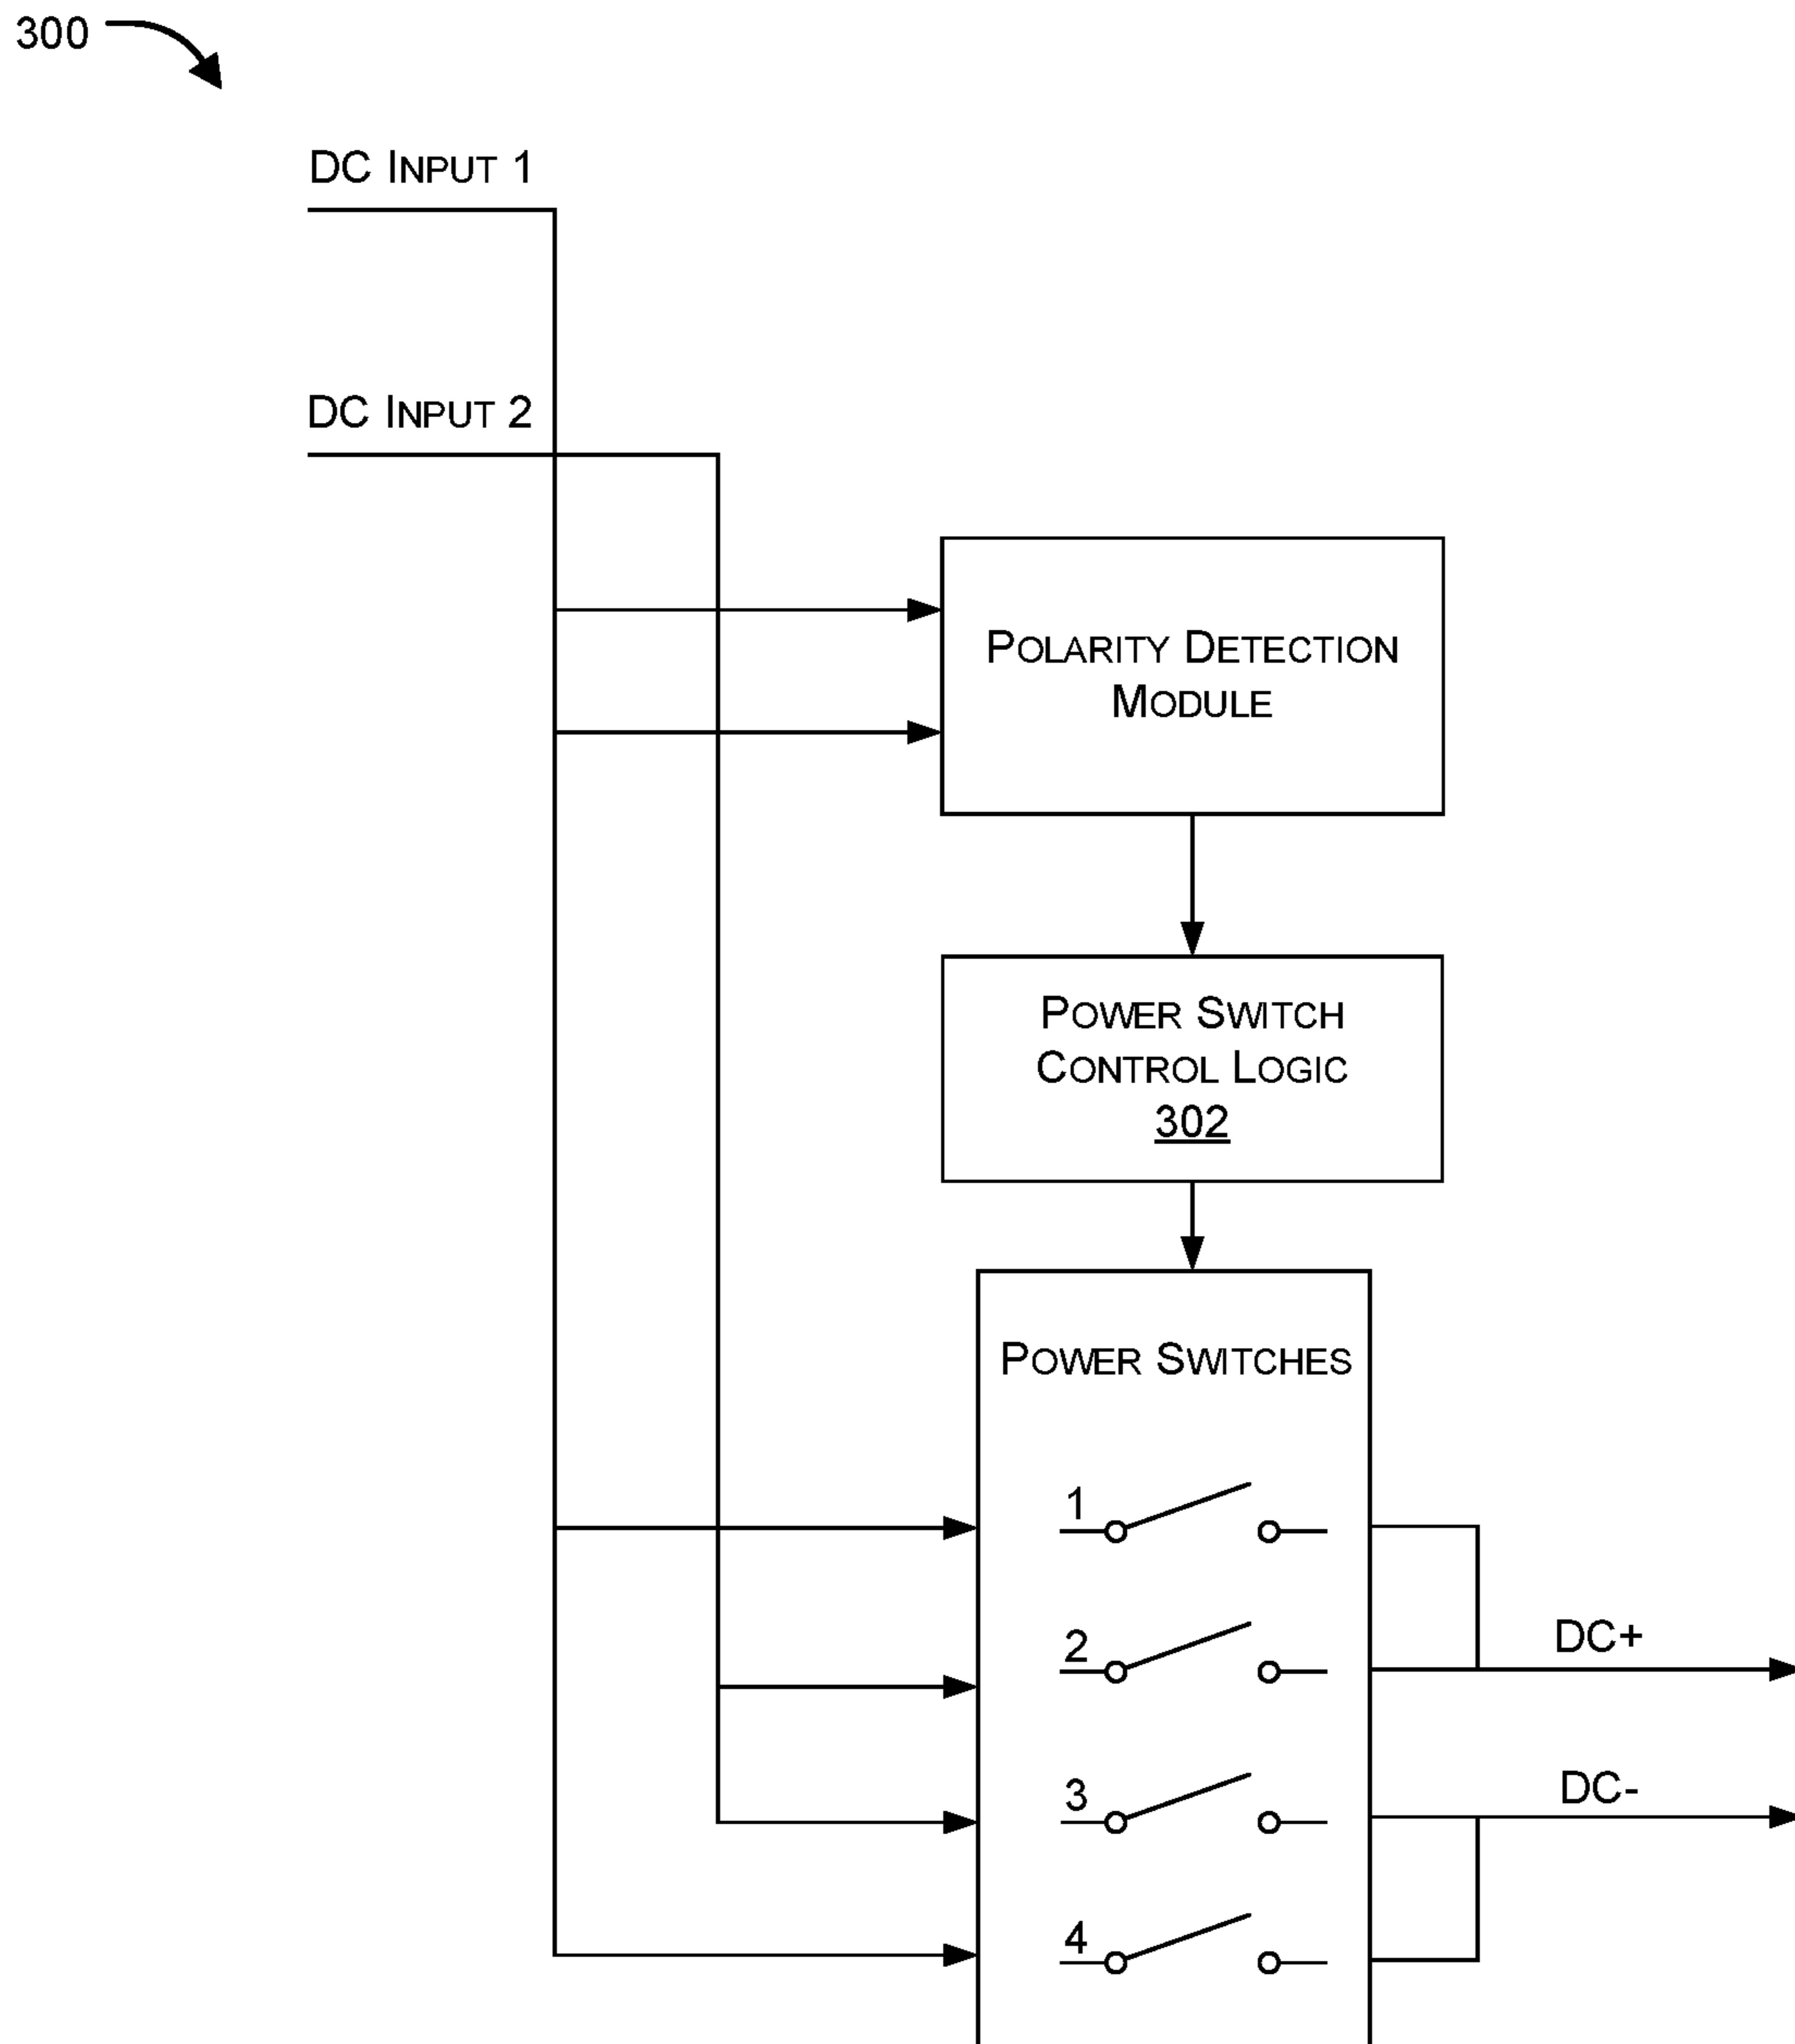 300
DC INPUT 1
DC INPUT 2
POLARITY DETECTION
MODULE
POWER SWITCH
CONTROL LOGIC
302
POWER SWITCHES
1
2
DC+
3
DC-
4